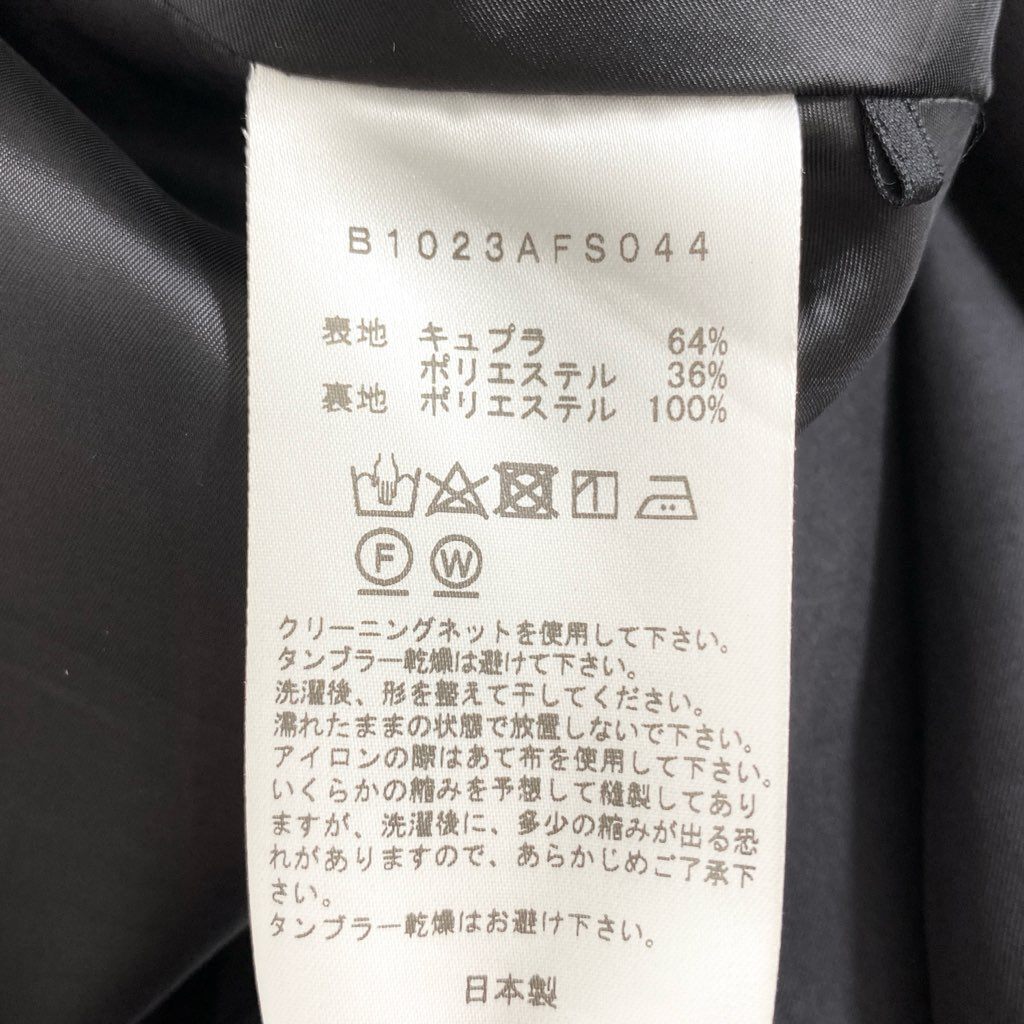 B1023AFS044
表地 キュプラ 64%
ポリエステル 36%
裏地 ポリエステル 100%
F W
クリーニングネットを使用して下さい。
タンブラー乾燥は避けて下さい。
洗濯後、形を整えて干してください。
濡れたままの状態で放置しないで下さい。
アイロンの際はあて布を使用して下さい。
いくらかの縮みを予想して縫製してあり
ますが、洗濯後に、多少の縮みが出る恐
れがありますので、あらかじめご了承下
さい。
タンブラー乾燥はお避け下さい。
日本製